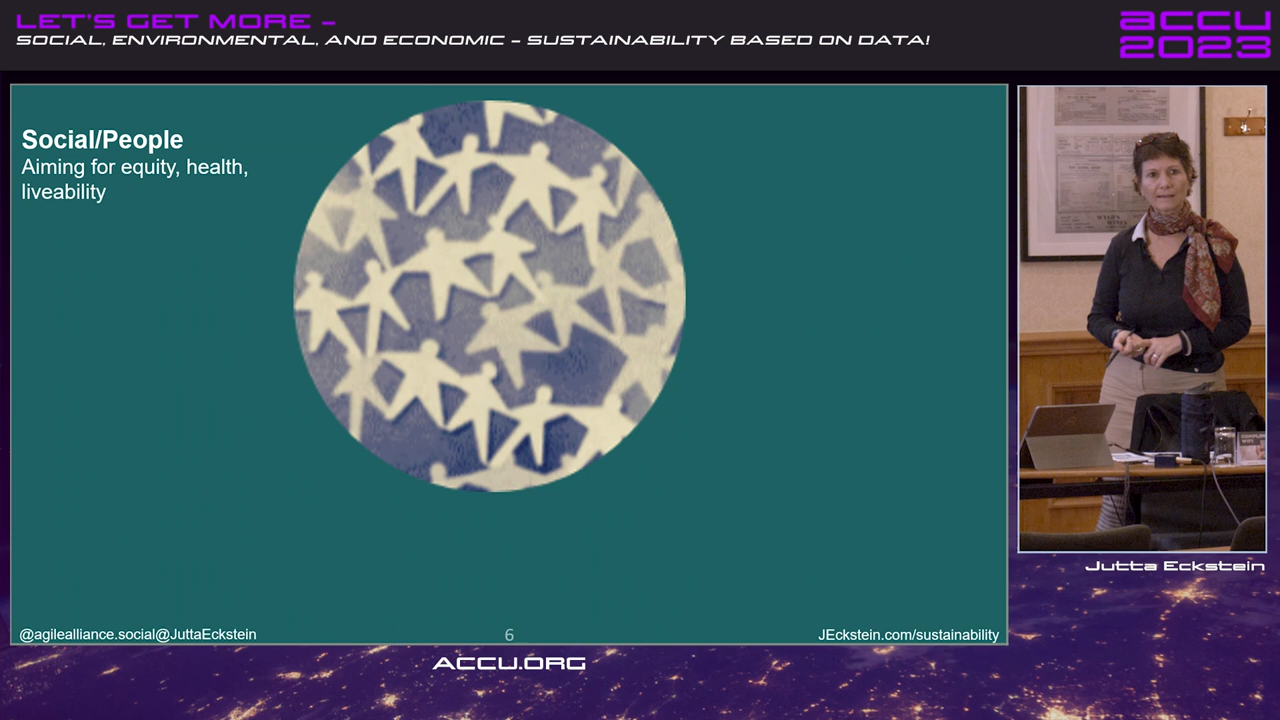 LET'S GET MORE –
SOCIAL, ENVIRONMENTAL, AND ECONOMIC – SUSTAINABILITY BASED ON DATA!
ACCU
2023
Social/People
Aiming for equity, health,
liveability
@agilealliance.social@JuttaEckstein
6
JEckstein.com/sustainability
Jutta Eckstein
ACCU.ORG